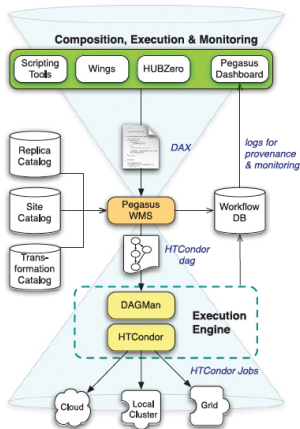 Composition, Execution & Monitoring
Scripting
Tools
Wings
HUBZero
Pegasus
Dashboard
DAX
logs for
provenance
& monitoring
Replica
Catalog
Site
Catalog
Trans-
formation
Catalog
Pegasus
WMS
Workflow
DB
HTCondor
dag
DAGMan
HTCondor
Execution
Engine
HTCondor Jobs
Cloud
Local
Cluster
Grid